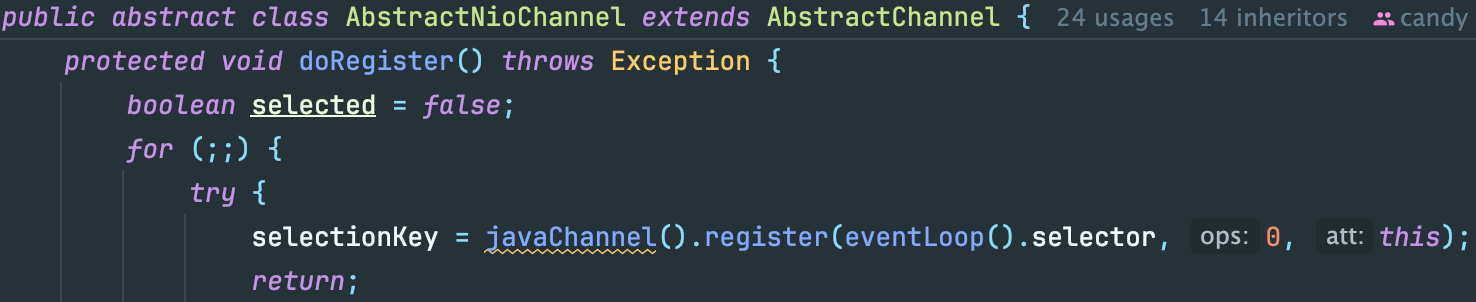 public abstract class AbstractNioChannel extends AbstractChannel { 24 usages 14 inheritors candy
protected void doRegister() throws Exception {
boolean selected = false;
for (;;) {
try {
selectionKey = javaChannel().register(eventLoop().selector, ops: 0, att: this);
return;